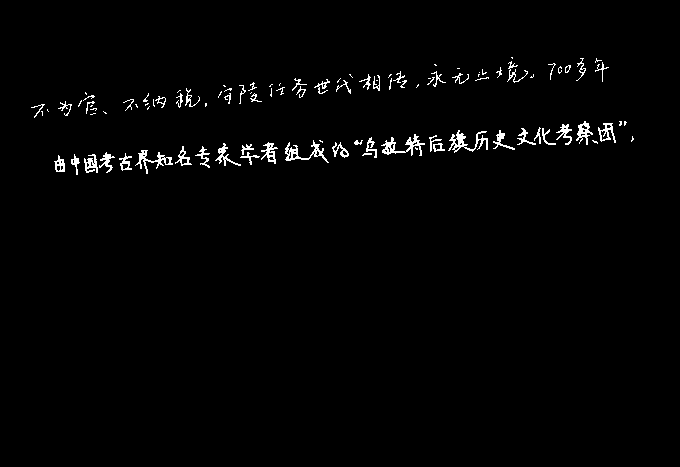 不为官、不纳税，守陵任务世代相传，永无止境。700多年
由中国考古界知名专家学者组成的“乌拉特后旗历史文化考察团”，